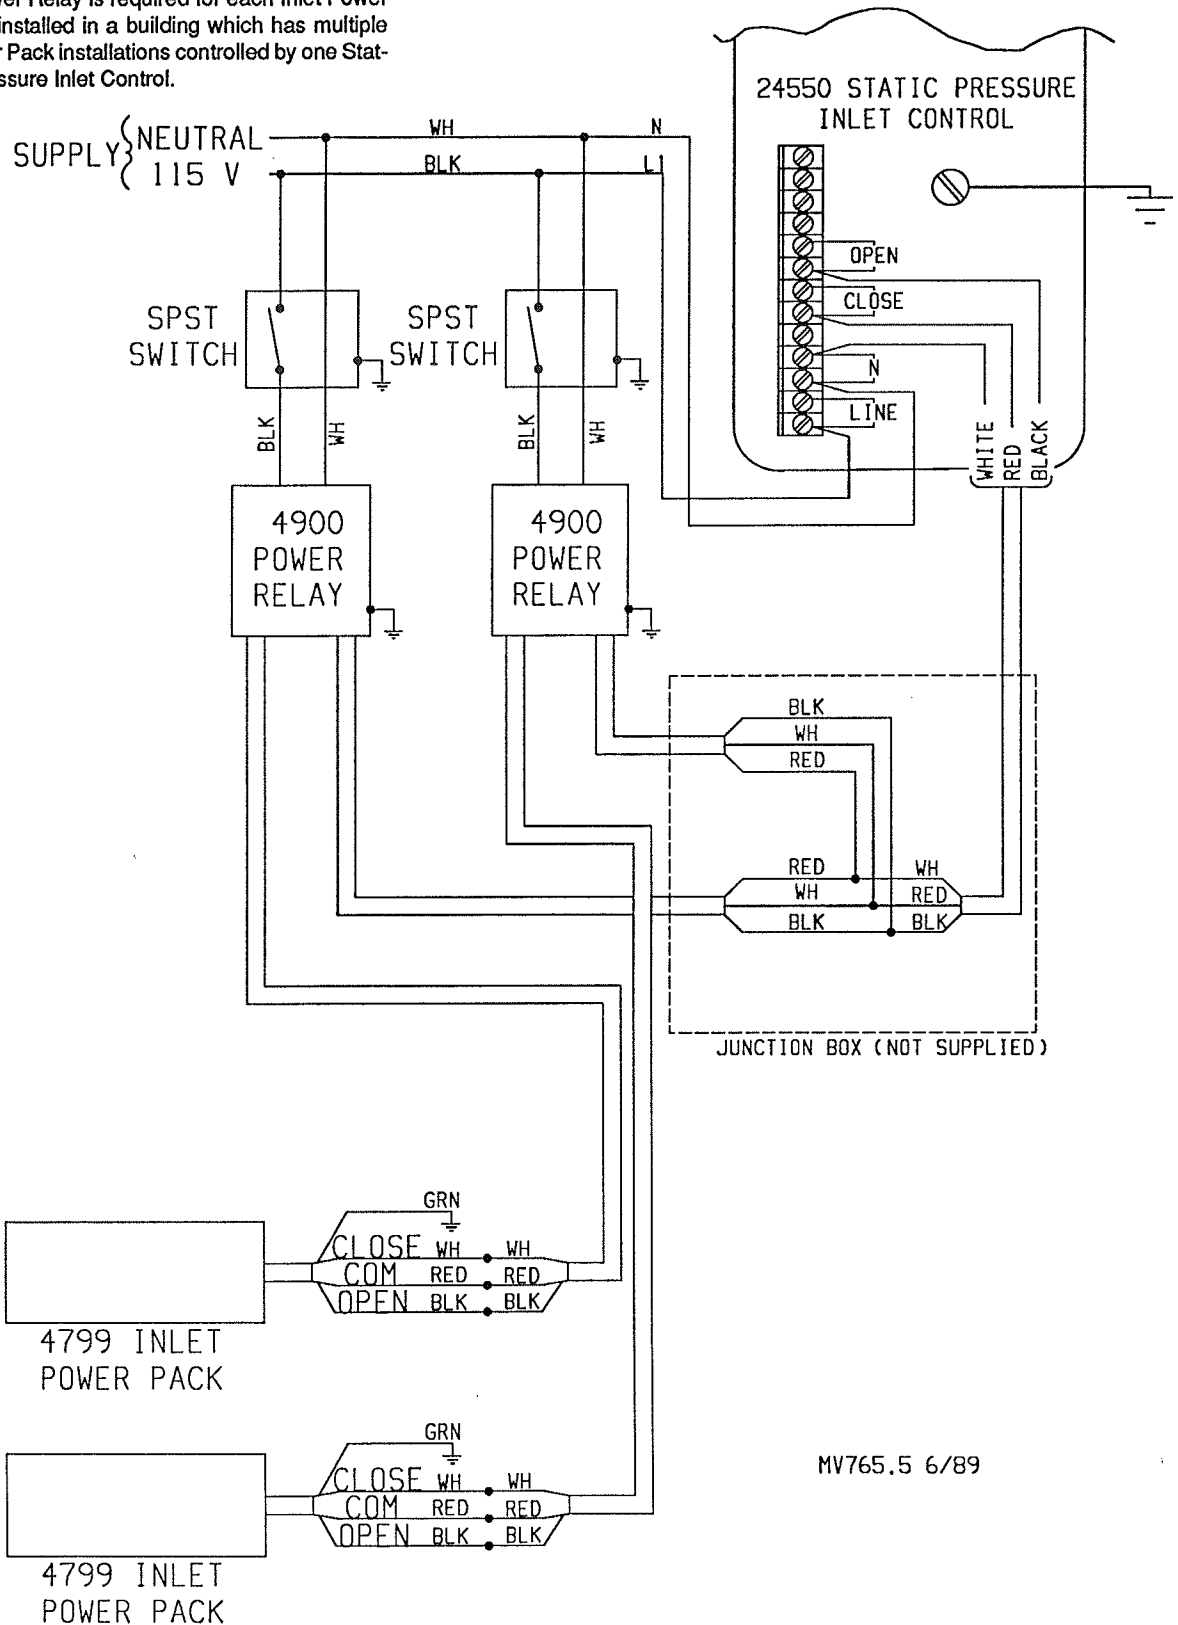 ver Relay is required for each Inlet Power
installed in a building which has multiple
r Pack installations controlled by one Stat-
ssure Inlet Control.
24550 STATIC PRESSURE
INLET CONTROL
SUPPLY
NEUTRAL
115 V
WH
N
BLK
L1
OPEN
CLOSE
N
LINE
SPST
SWITCH
SPST
SWITCH
BLK
WH
BLK
WH
WHITE
RED
BLACK
4900
POWER
RELAY
4900
POWER
RELAY
BLK
WH
RED
RED
WH
WH
RED
BLK
BLK
JUNCTION BOX (NOT SUPPLIED)
GRN
CLOSE WH WH
COM RED RED
OPEN BLK BLK
4799 INLET
POWER PACK
GRN
CLOSE WH WH
COM RED RED
OPEN BLK BLK
4799 INLET
POWER PACK
MV765.5 6/89